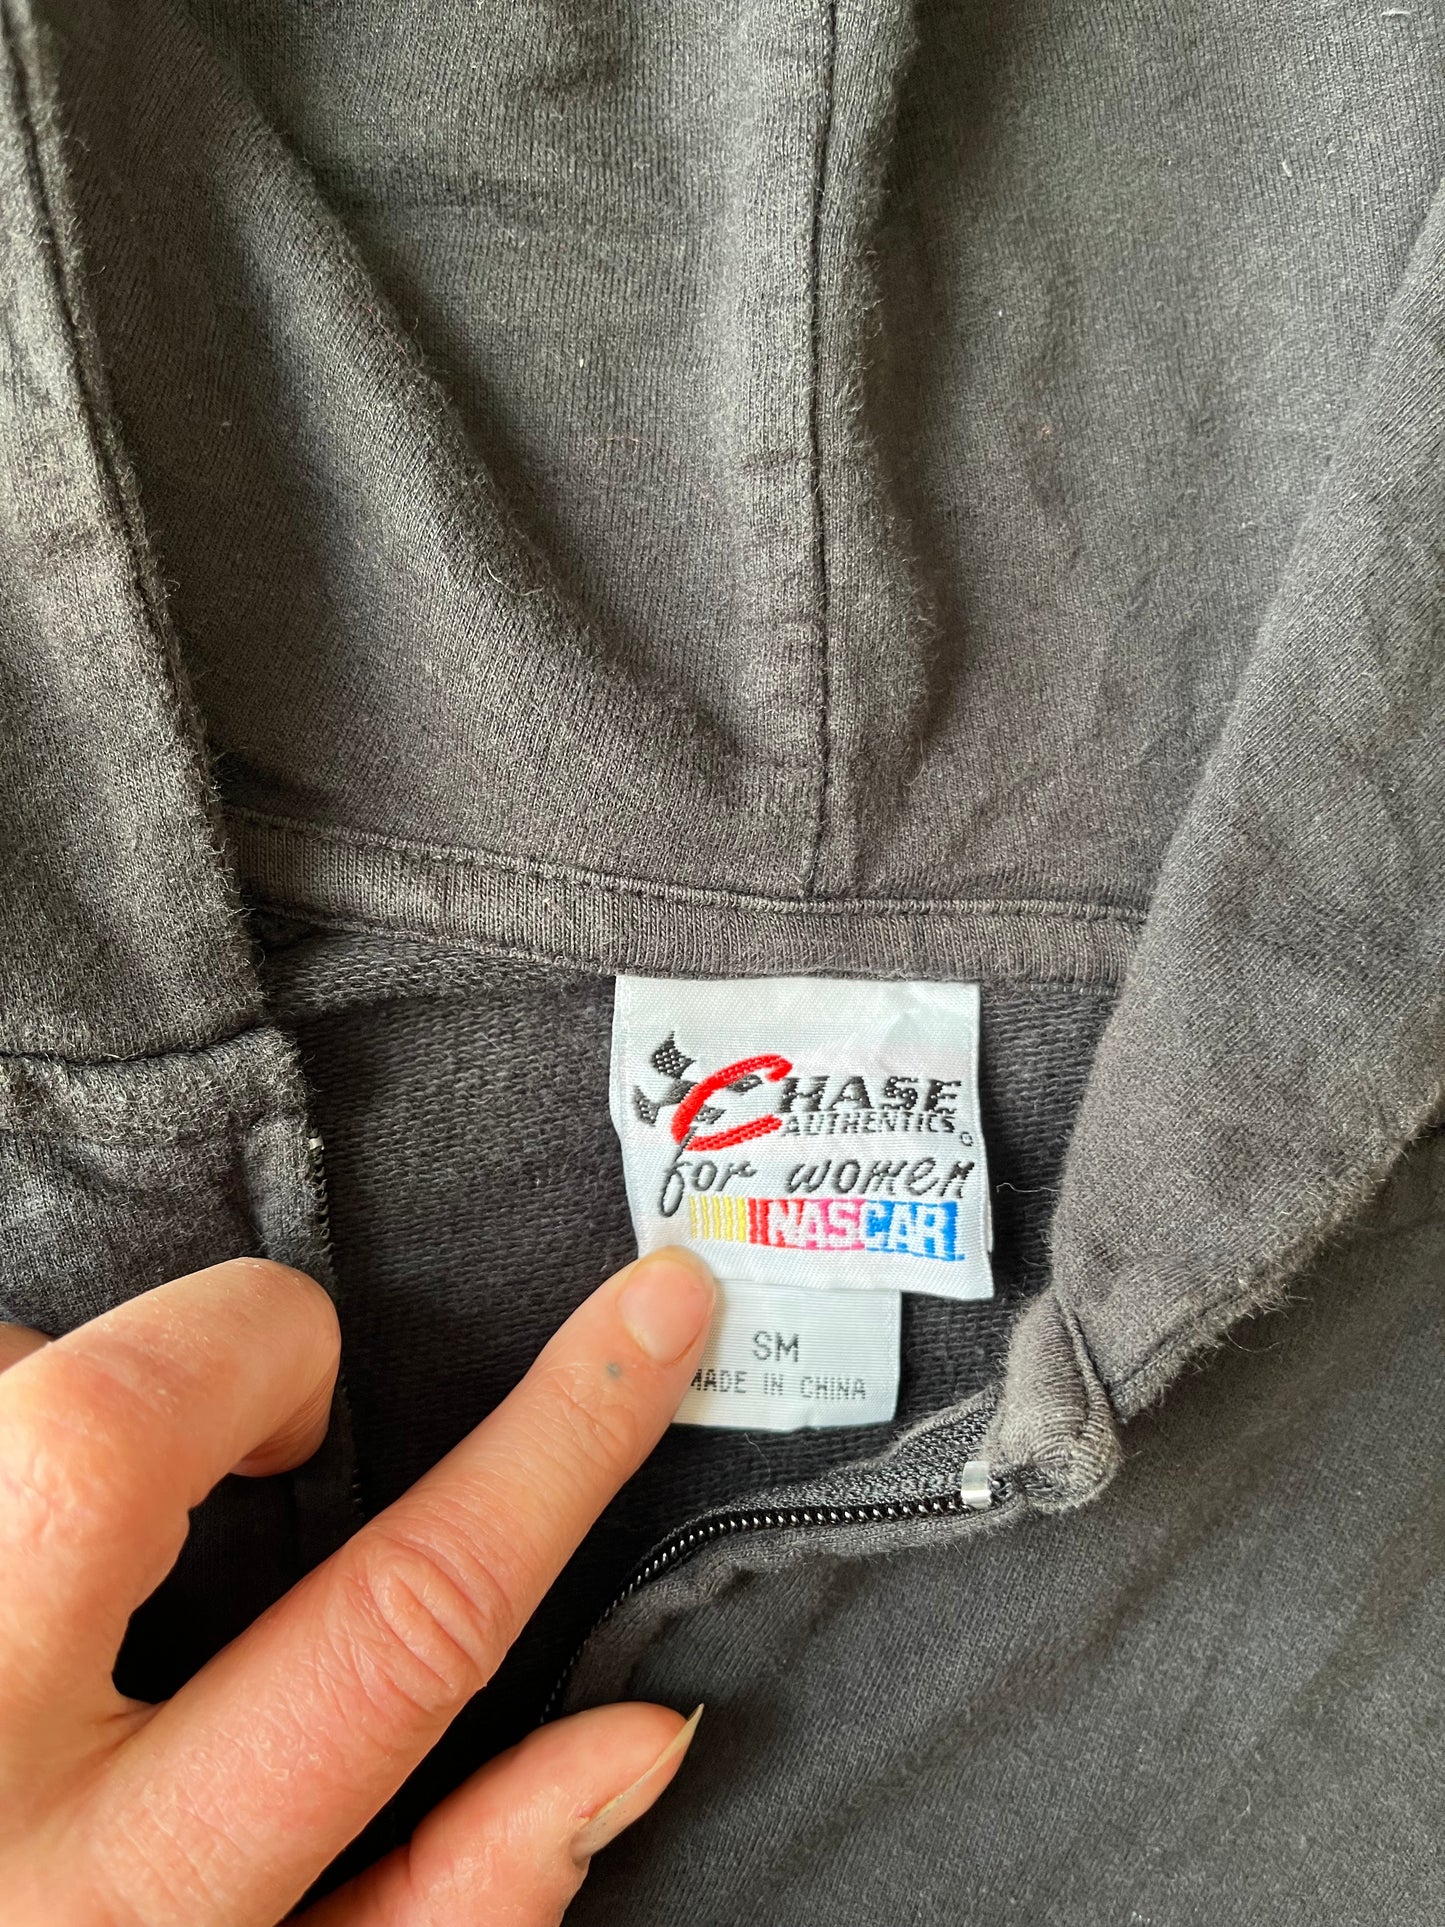 CHASE
AUTHENTICS
for women
NASCAR
SM
MADE IN CHINA